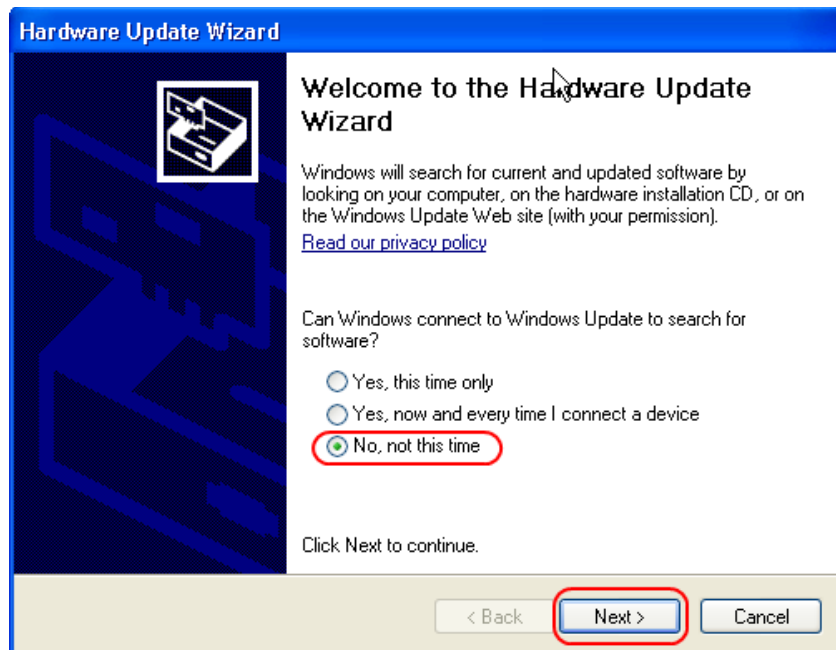 Hardware Update Wizard
Welcome to the Hardware Update
Wizard
Windows will search for current and updated software by
looking on your computer, on the hardware installation CD, or on
the Windows Update Web site (with your permission).
Read our privacy policy
Can Windows connect to Windows Update to search for
software?
Yes, this time only
Yes, now and every time I connect a device
No, not this time
Click Next to continue.
< Back Next > Cancel